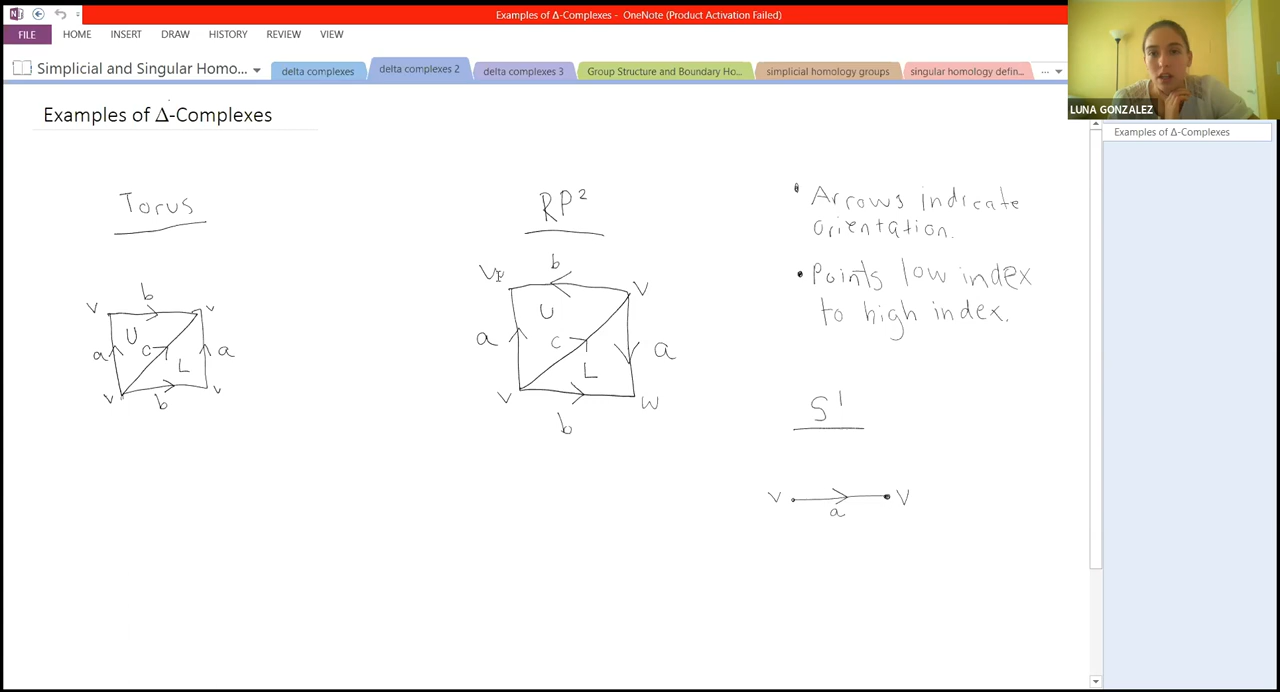 Examples of Δ-Complexes - OneNote (Product Activation Failed)
FILE HOME INSERT DRAW HISTORY REVIEW VIEW
Simplicial and Singular Homo...
delta complexes
delta complexes 2
delta complexes 3
Group Structure and Boundary Ho...
simplicial homology groups
singular homology defin...
...
LUNA GONZALEZ
Examples of Δ-Complexes
Examples of Δ-Complexes
Torus
b
v v
U
a c a
L
v v
b
RP²
b
V V
U
a c a
L
V W
b
• Arrows indicate
orientation.
• Points low index
to high index.
S¹
V V
a